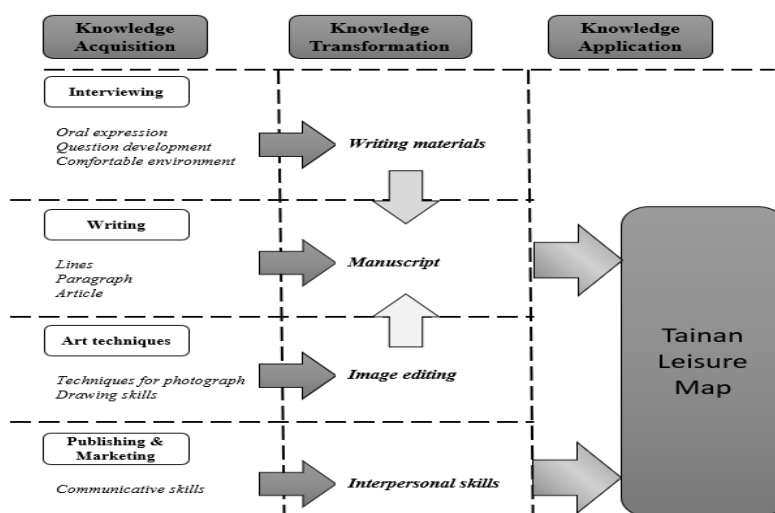 Knowledge
Acquisition
Knowledge
Transformation
Knowledge
Application
Interviewing
Oral expression
Question development
Comfortable environment
Writing materials
Writing
Lines
Paragraph
Article
Manuscript
Art techniques
Techniques for photograph
Drawing skills
Image editing
Publishing &
Marketing
Communicative skills
Interpersonal skills
Tainan
Leisure
Map